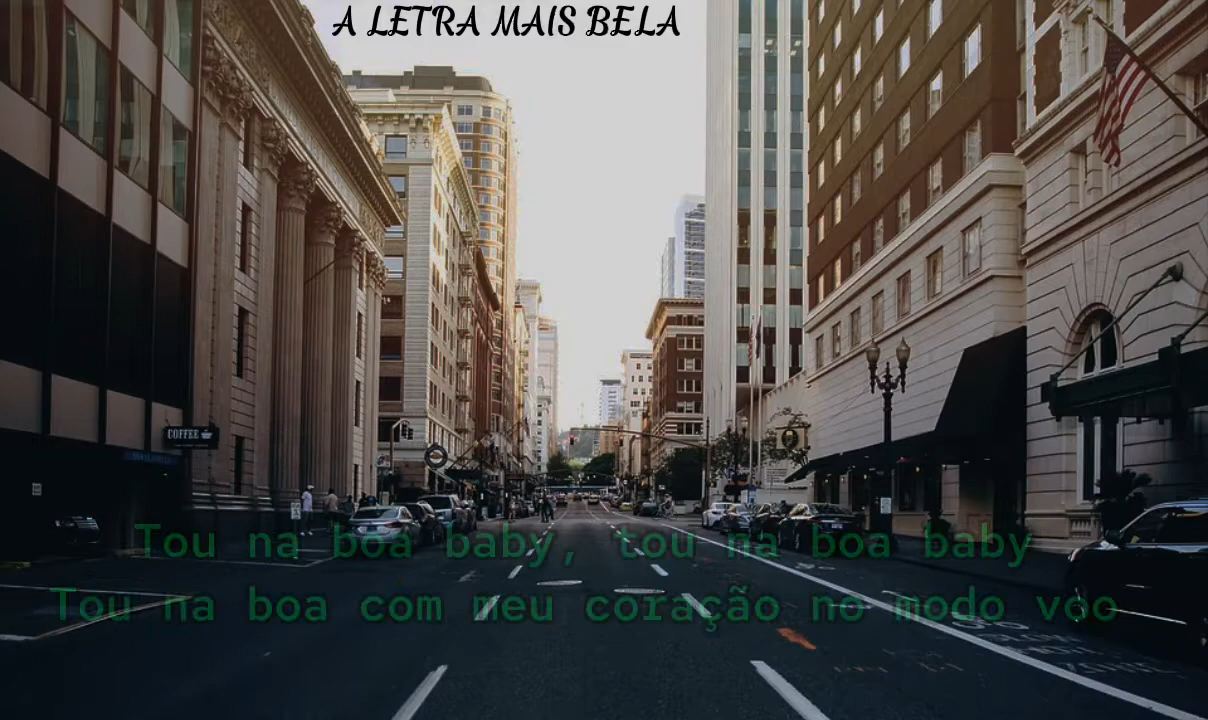 A LETRA MAIS BELA
COFFEE
Tou na boa baby, tou na boa baby
Tou na boa com meu coração no modo voo